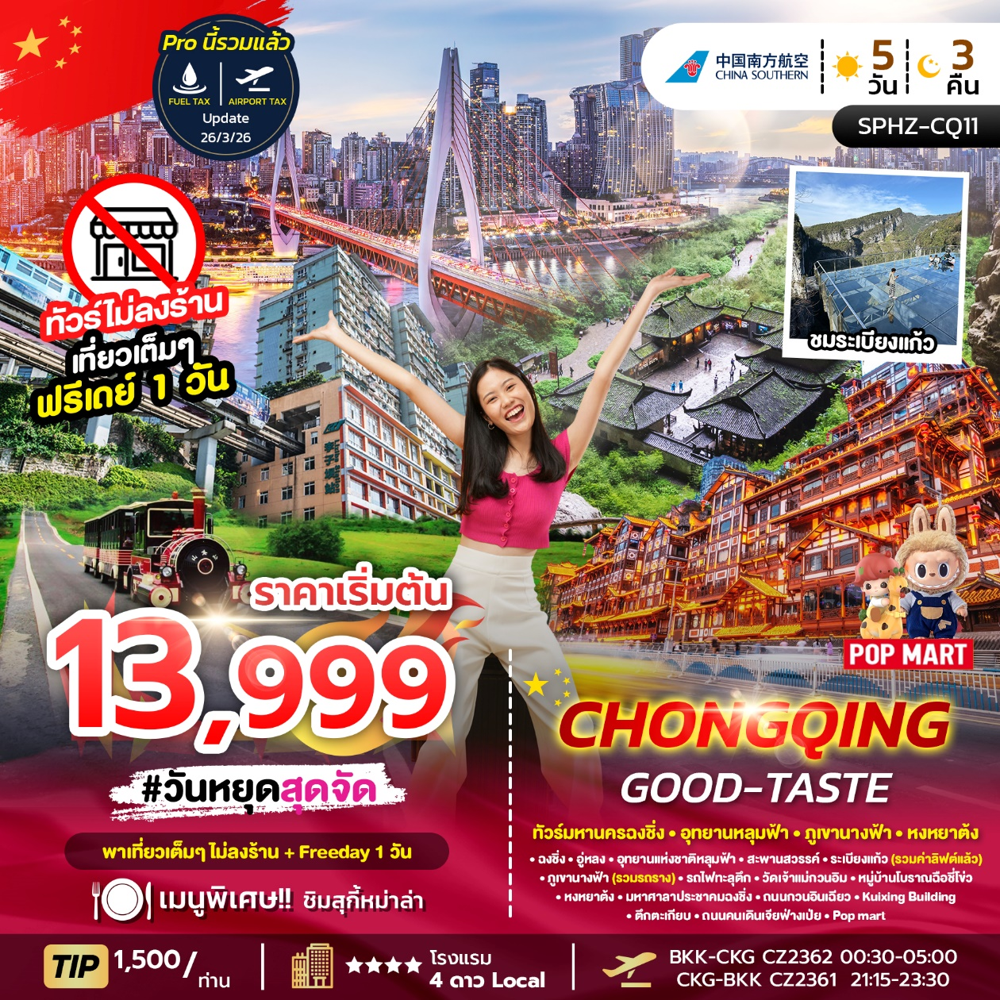 Pro นี้รวมแล้ว
FUEL TAX
AIRPORT TAX
Update
26/3/26
中国南方航空
CHINA SOUTHERN
5
วัน
3
คืน
SPHZ-CQ11
ทัวร์ไม่ลงร้าน
เที่ยวเต็มๆ
ฟรีเดย์ 1 วัน
ชมระเบียงแก้ว
李子坝站
ราคาเริ่มต้น
13,999
#วันหยุดสุดจัด
พาเที่ยวเต็มๆ ไม่ลงร้าน + Freeday 1 วัน
เมนูพิเศษ!! ชิมสุกี้หม่าล่า
POP MART
CHONGQING
GOOD-TASTE
ทัวร์มหานครฉงชิ่ง • อุทยานหลุมฟ้า • ภูเขานางฟ้า • หงหยาต้ง
• ฉงชิ่ง • อู่หลง • อุทยานแห่งชาติหลุมฟ้า • สะพานสวรรค์ • ระเบียงแก้ว (รวมค่าลิฟต์แล้ว)
• ภูเขานางฟ้า (รวมรถราง) • รถไฟทะลุตึก • วัดเจ้าแม่กวนอิม • หมู่บ้านโบราณฉือชี่โข่ว
• หงหยาต้ง • มหาศาลาประชาคมฉงชิ่ง • ถนนกวนอินเฉียว • Kuixing Building
• ตึกตะเกียบ • ถนนคนเดินเจียฟ่างเป่ย • Pop mart
TIP 1,500/ท่าน
โรงแรม
4 ดาว Local
BKK-CKG CZ2362 00:30-05:00
CKG-BKK CZ2361 21:15-23:30